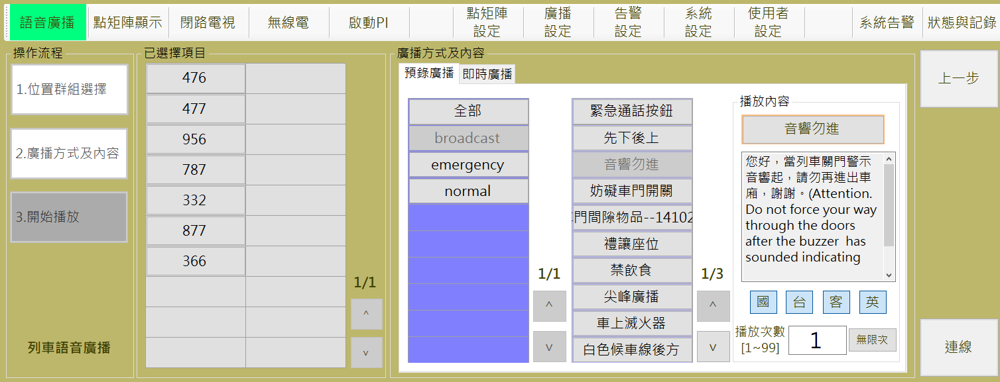 語音廣播
點矩陣顯示
閉路電視
無線電
啟動PI
點矩陣
設定
廣播
設定
告警
設定
系統
設定
使用者
設定
系統告警
狀態與記錄
操作流程
1.位置群組選擇
2.廣播方式及內容
3.開始播放
列車語音廣播
已選擇項目
476
477
956
787
332
877
366
1/1
^
v
廣播方式及內容
預錄廣播
即時廣播
全部
broadcast
emergency
normal
1/1
^
v
緊急通話按鈕
先下後上
音響勿進
妨礙車門開關
門間隙物品--14102
禮讓座位
禁飲食
尖峰廣播
車上滅火器
白色候車線後方
1/3
^
v
播放內容
音響勿進
您好，當列車關門警示
音響起，請勿再進出車
廂，謝謝。(Attention.
Do not force your way
through the doors
after the buzzer  has
sounded indicating
國
台
客
英
播放次數
[1~99]
1
無限次
上一步
連線